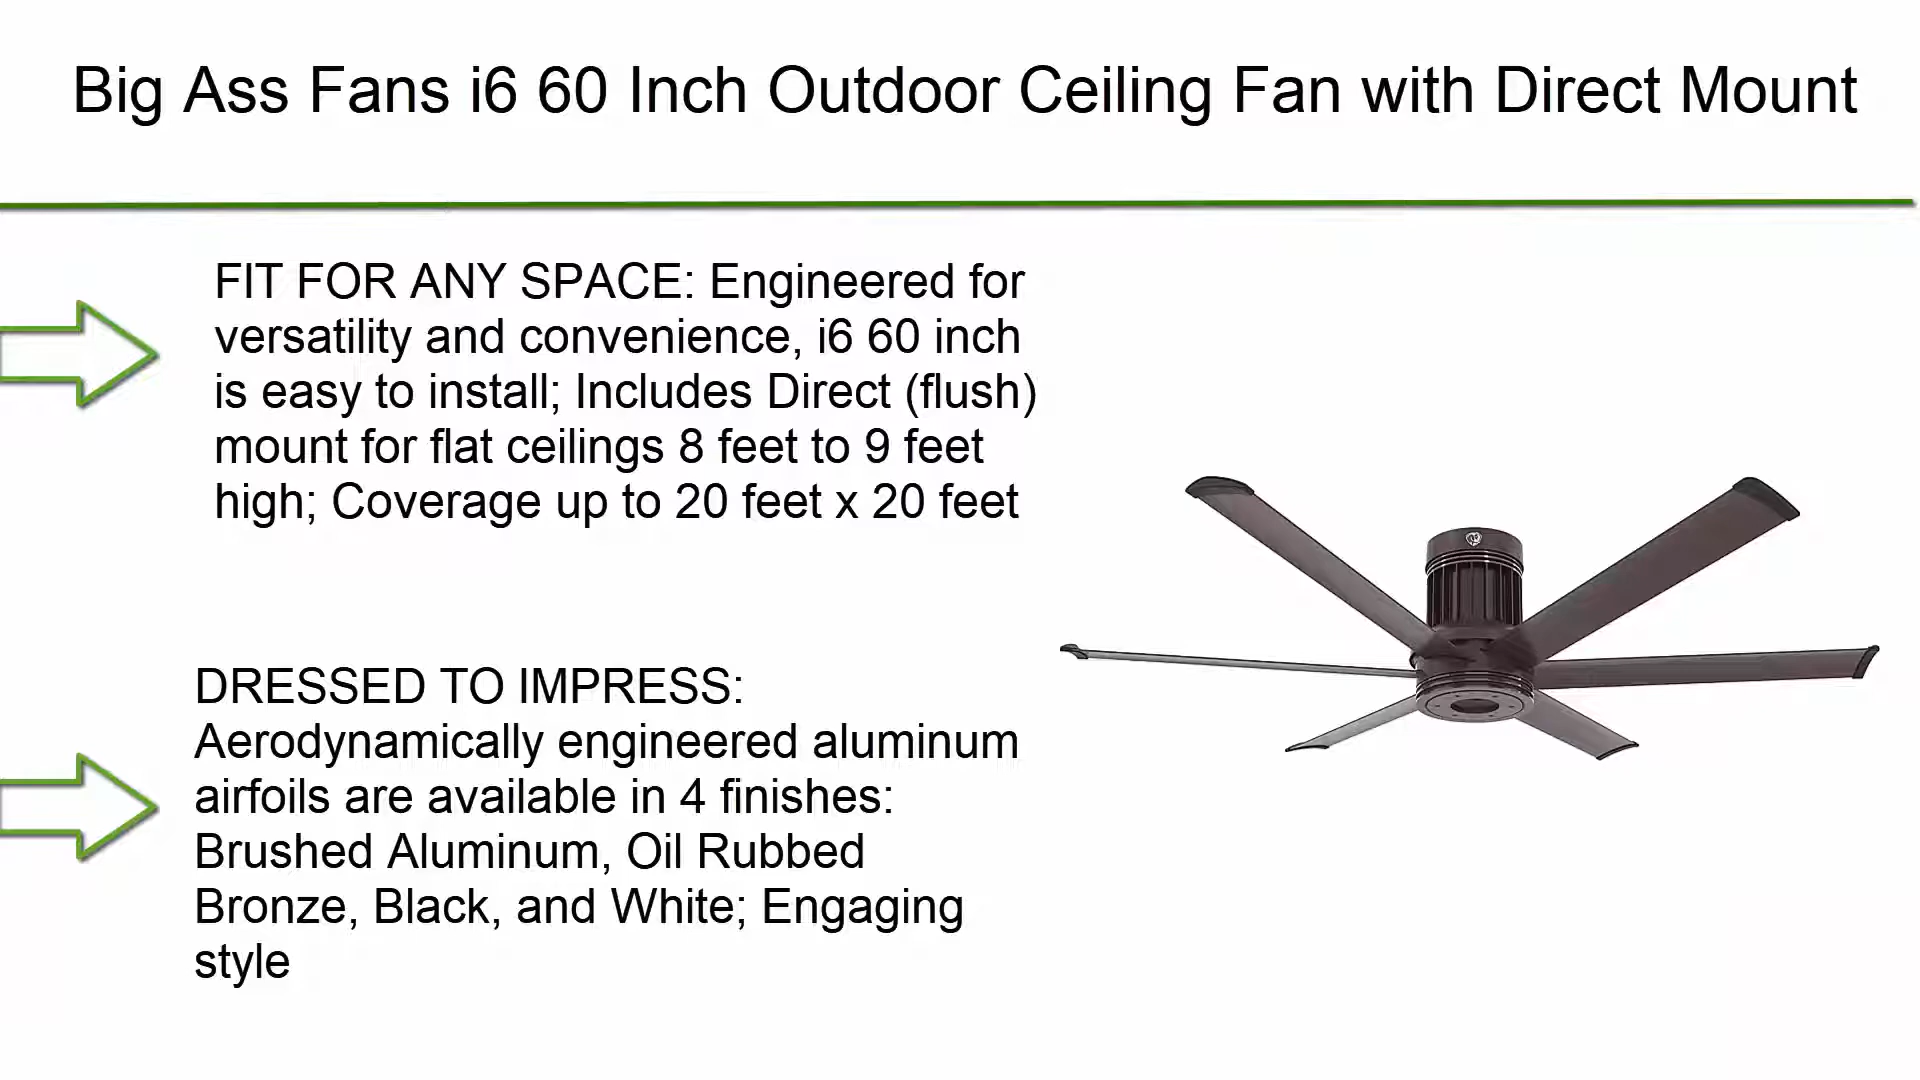 Big Ass Fans i6 60 Inch Outdoor Ceiling Fan with Direct Mount
FIT FOR ANY SPACE: Engineered for
versatility and convenience, i6 60 inch
is easy to install; Includes Direct (flush)
mount for flat ceilings 8 feet to 9 feet
high; Coverage up to 20 feet x 20 feet
DRESSED TO IMPRESS:
Aerodynamically engineered aluminum
airfoils are available in 4 finishes:
Brushed Aluminum, Oil Rubbed
Bronze, Black, and White; Engaging
style